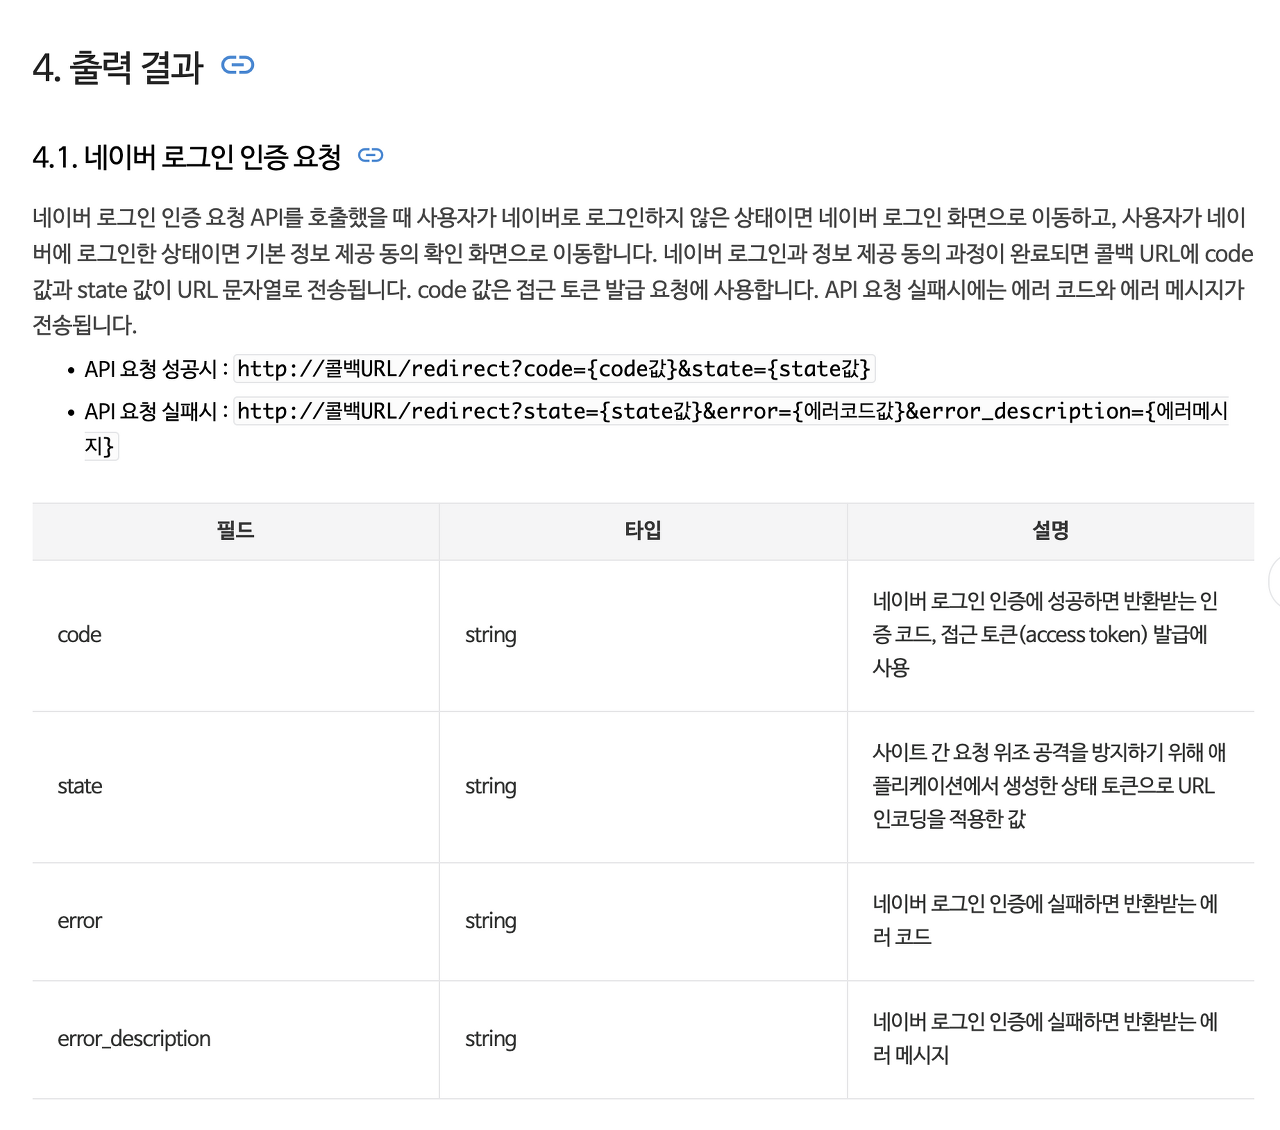 4. 출력 결과
4.1. 네이버 로그인 인증 요청
네이버 로그인 인증 요청 API를 호출했을 때 사용자가 네이버로 로그인하지 않은 상태이면 네이버 로그인 화면으로 이동하고, 사용자가 네이
버에 로그인한 상태이면 기본 정보 제공 동의 확인 화면으로 이동합니다. 네이버 로그인과 정보 제공 동의 과정이 완료되면 콜백 URL에 code
값과 state 값이 URL 문자열로 전송됩니다. code 값은 접근 토큰 발급 요청에 사용합니다. API 요청 실패시에는 에러 코드와 에러 메시지가
전송됩니다.
• API 요청 성공시 : http://콜백URL/redirect?code={code값}&state={state값}
• API 요청 실패시 : http://콜백URL/redirect?state={state값}&error={에러코드값}&error_description={에러메시
지}
필드 타입 설명
네이버 로그인 인증에 성공하면 반환받는 인
code string 증 코드, 접근 토큰(access token) 발급에
사용
사이트 간 요청 위조 공격을 방지하기 위해 애
state string 플리케이션에서 생성한 상태 토큰으로 URL
인코딩을 적용한 값
네이버 로그인 인증에 실패하면 반환받는 에
error string
러 코드
네이버 로그인 인증에 실패하면 반환받는 에
error_description string
러 메시지